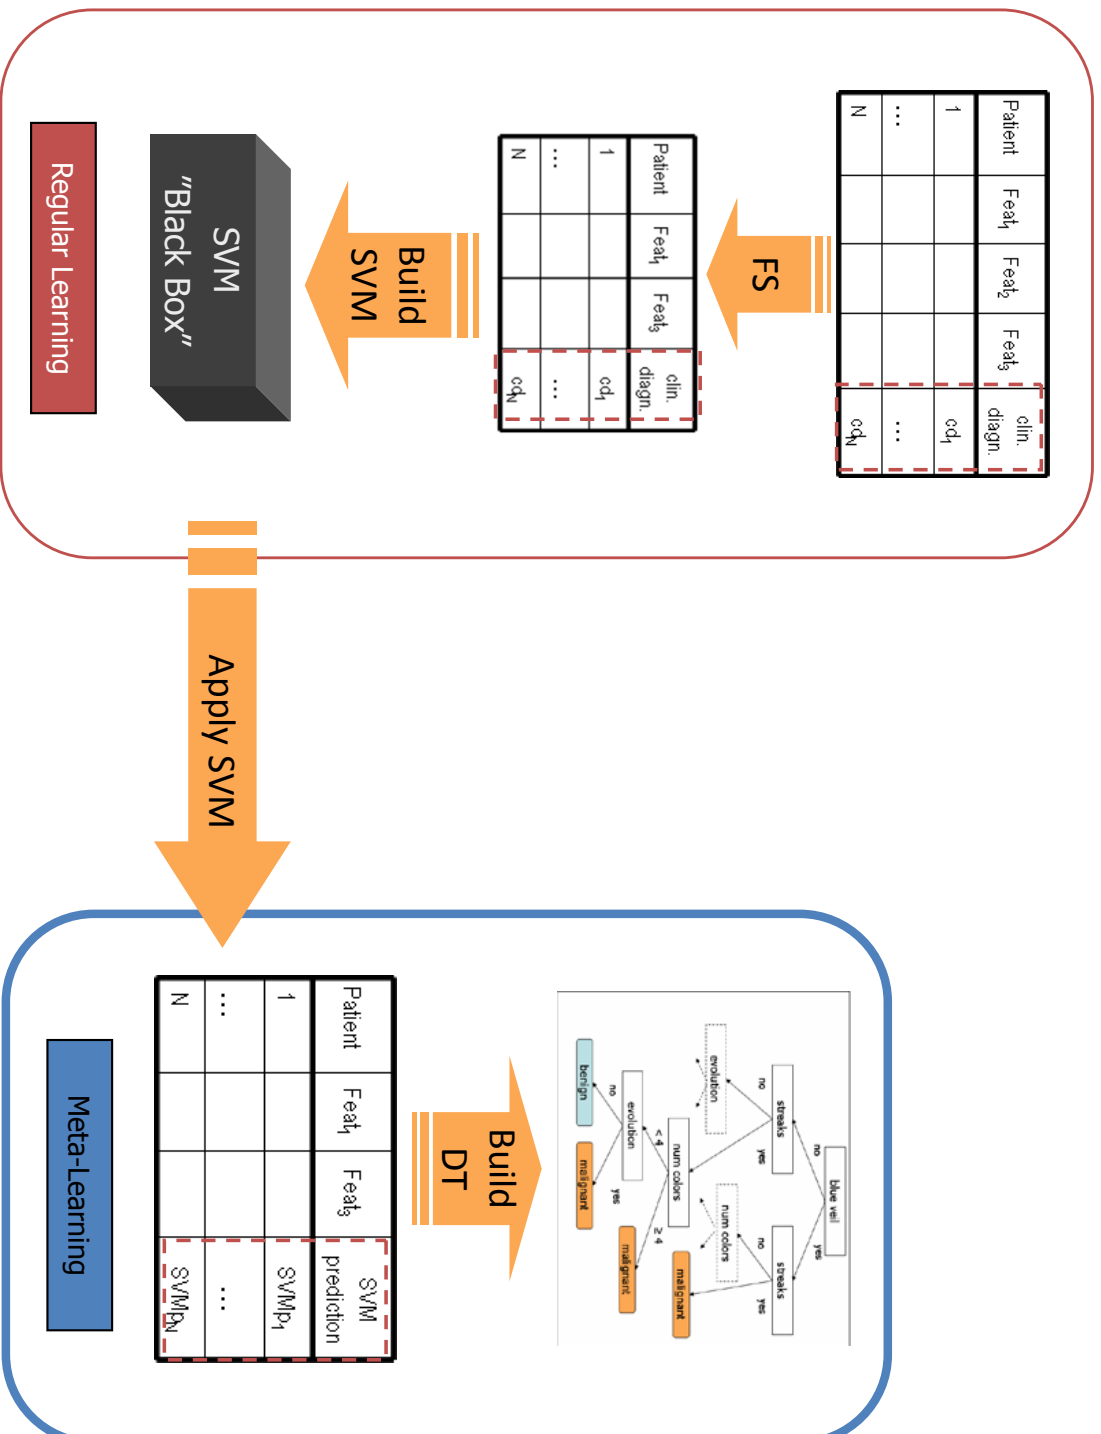 Patient Feat1 Feat2 Feat3 clin. diagn.
1 cd1
... ...
N cdN
FS
Patient Feat1 Feat3 clin. diagn.
1 cd1
... ...
N cdN
Build
SVM
SVM
"Black Box"
Regular Learning
Apply SVM
blue veil
no yes
streaks streaks
no yes no yes
evolution num colors num colors malignant
< 4 ≥ 4
evolution malignant
no yes
benign malignant
Build
DT
Patient Feat1 Feat3 SVM prediction
1 SVMp1
... ...
N SVMpN
Meta-Learning